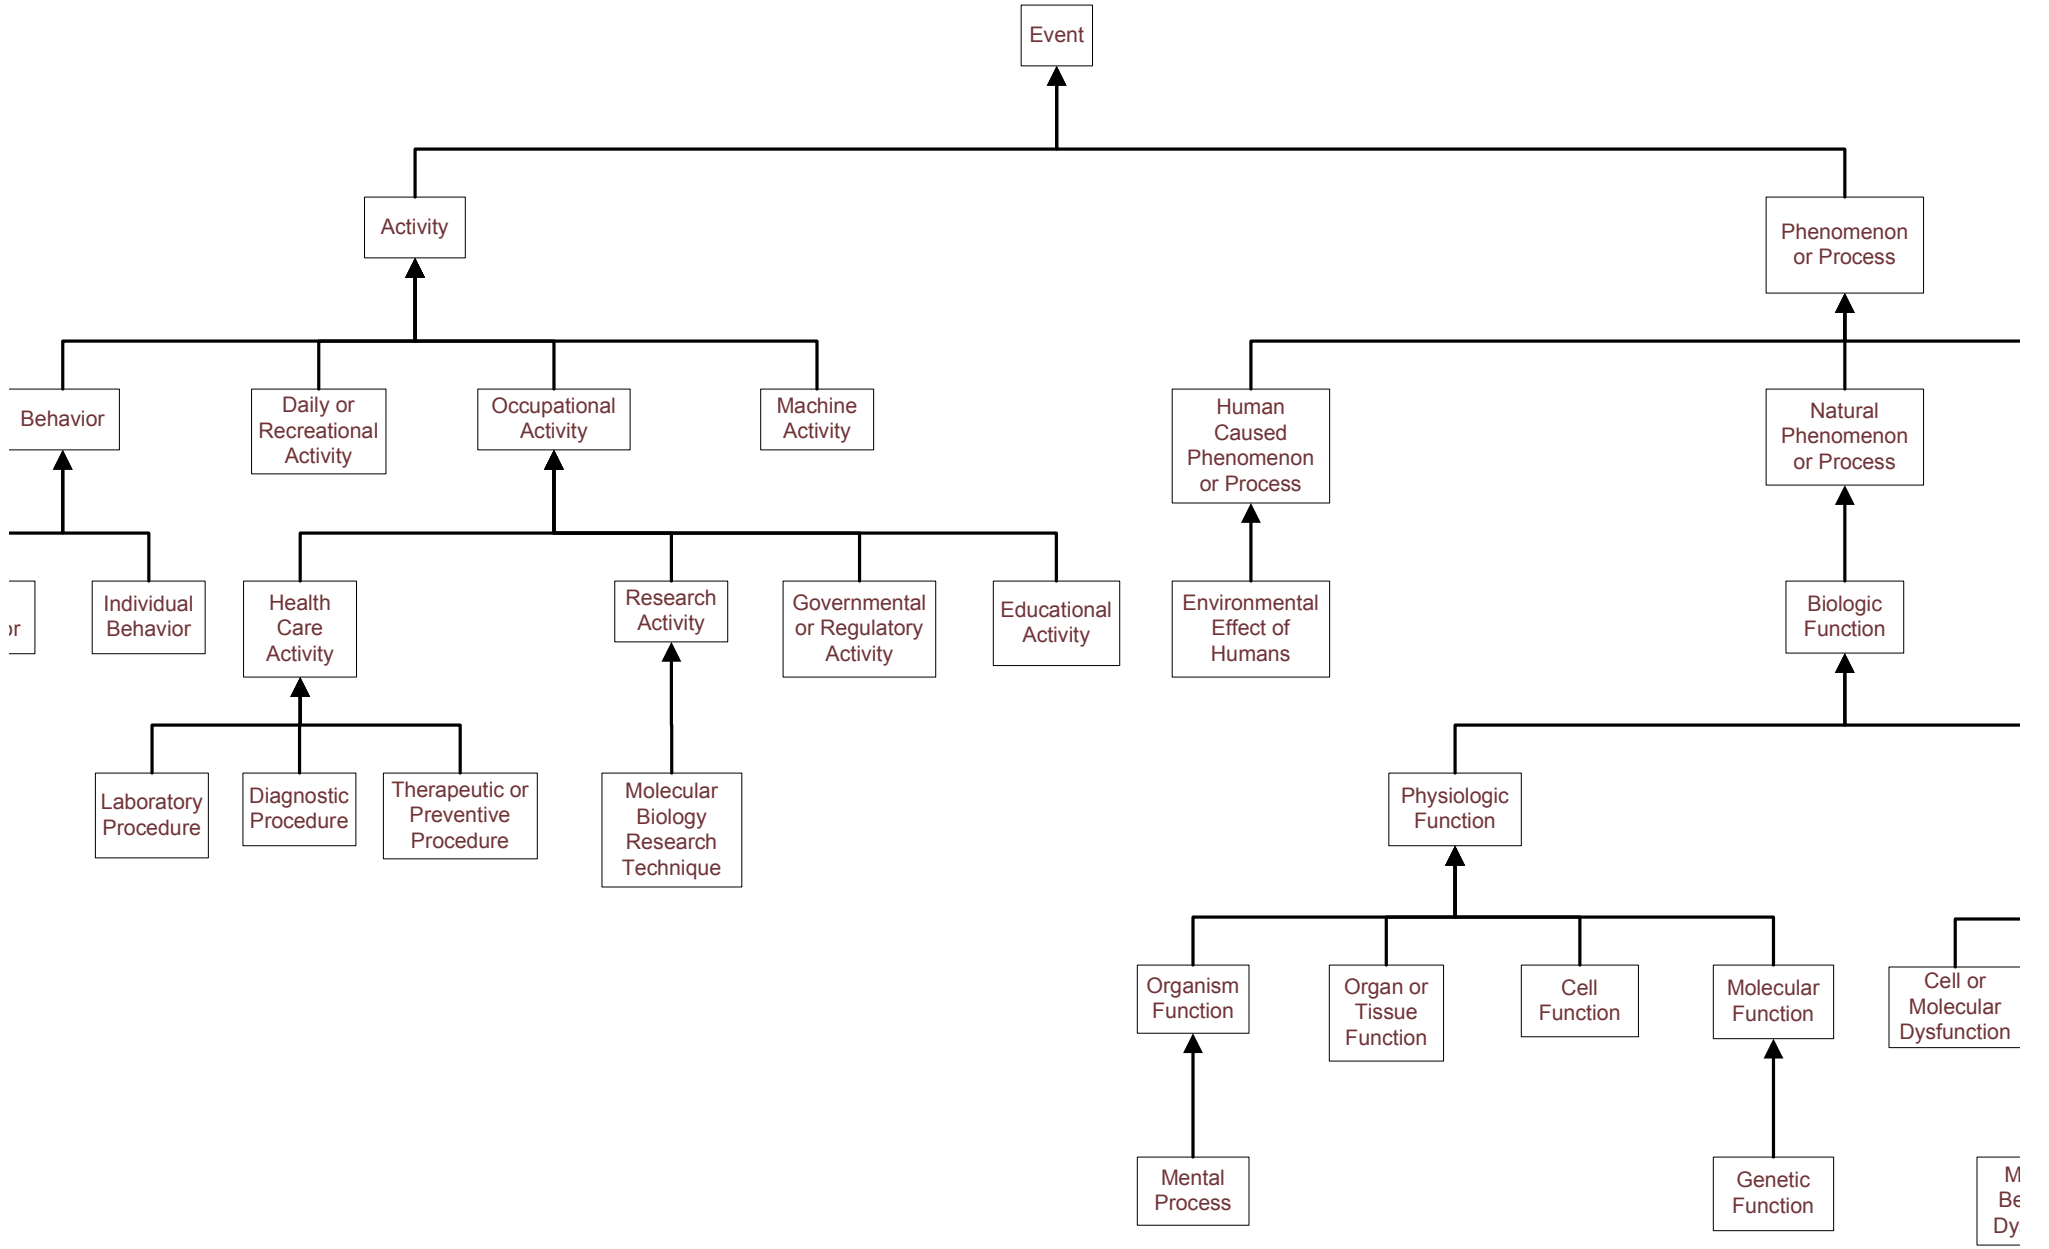 Event
Activity
Phenomenon
or Process
Behavior
Daily or
Recreational
Activity
Occupational
Activity
Machine
Activity
Human
Caused
Phenomenon
or Process
Natural
Phenomenon
or Process
Individual
Behavior
Health
Care
Activity
Research
Activity
Governmental
or Regulatory
Activity
Educational
Activity
Environmental
Effect of
Humans
Biologic
Function
Laboratory
Procedure
Diagnostic
Procedure
Therapeutic or
Preventive
Procedure
Molecular
Biology
Research
Technique
Physiologic
Function
Organism
Function
Organ or
Tissue
Function
Cell
Function
Molecular
Function
Cell or
Molecular
Dysfunction
Mental
Process
Genetic
Function